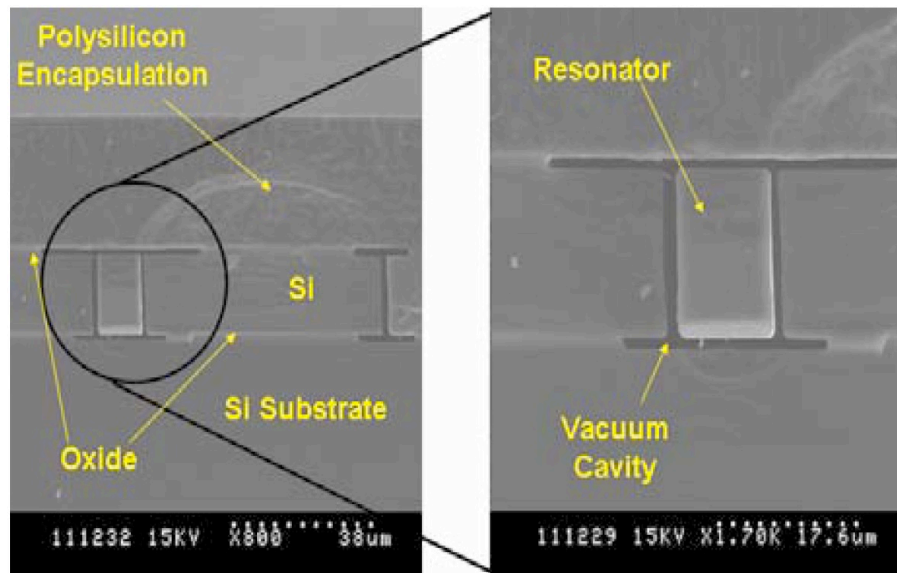 Polysilicon
Encapsulation
Si
Si Substrate
Oxide
111232 15KV X800 38um
Resonator
Vacuum
Cavity
111229 15KV X1.70K 17.6um